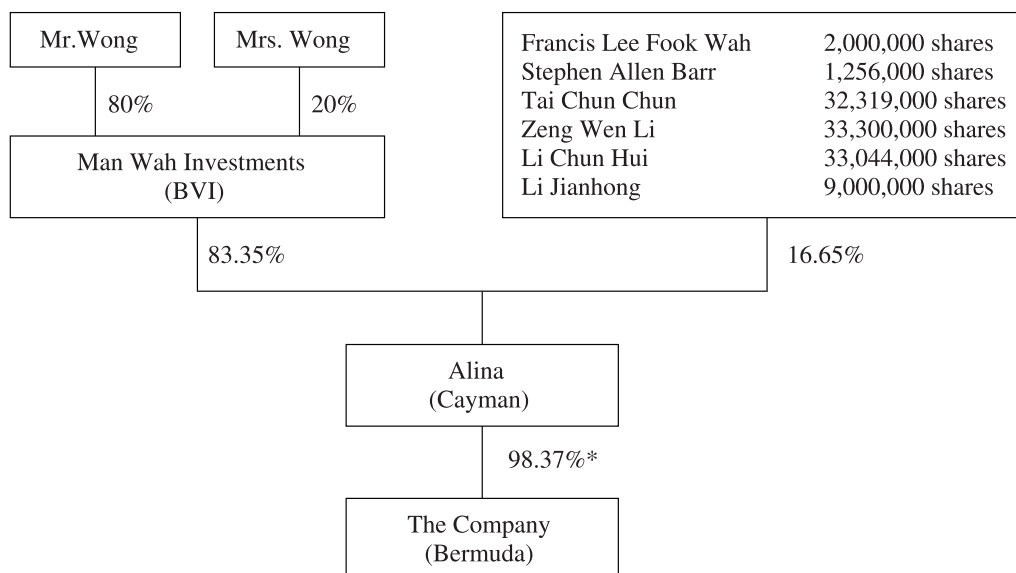 Mr.Wong
Mrs. Wong
80%
20%
Man Wah Investments
(BVI)
Francis Lee Fook Wah 2,000,000 shares
Stephen Allen Barr 1,256,000 shares
Tai Chun Chun 32,319,000 shares
Zeng Wen Li 33,300,000 shares
Li Chun Hui 33,044,000 shares
Li Jianhong 9,000,000 shares
83.35%
16.65%
Alina
(Cayman)
98.37%*
The Company
(Bermuda)